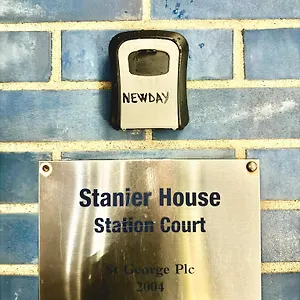 NEWDAY
Stanier House
Station Court
St George Plc
2004